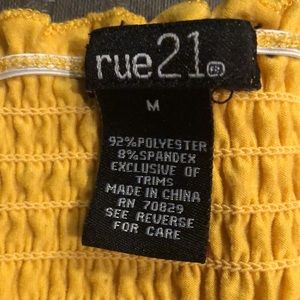 rue21®
M
92%POLYESTER
8%SPANDEX
EXCLUSIVE OF
TRIMS
MADE IN CHINA
RN 70829
SEE REVERSE
FOR CARE